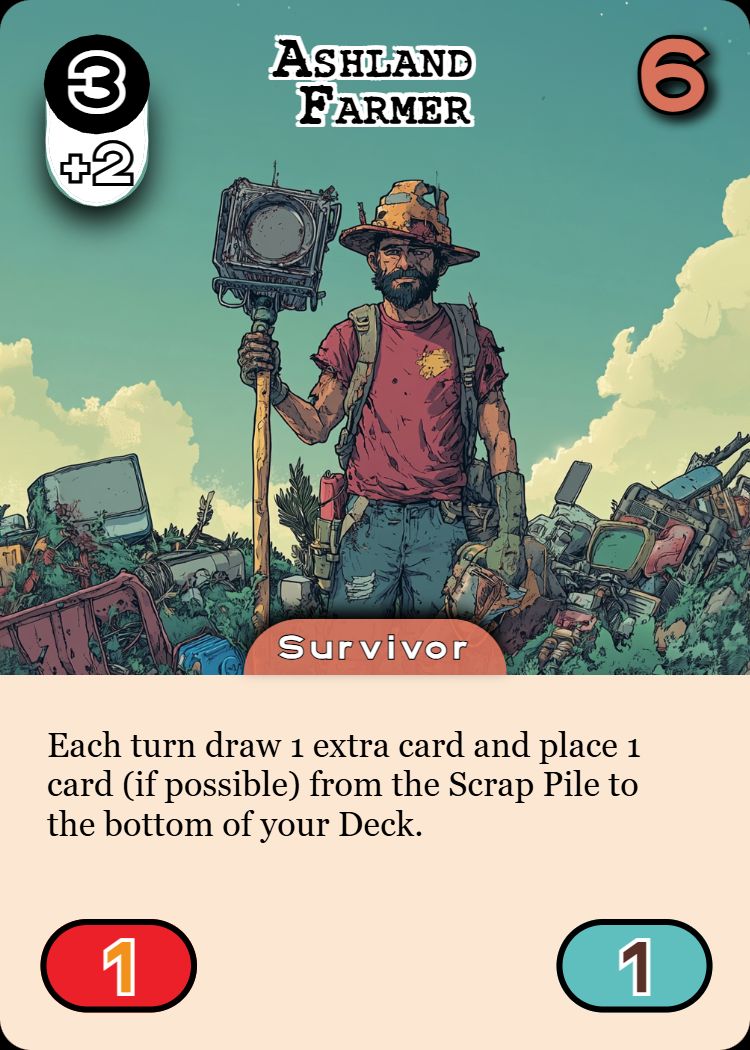 3
+2
Ashland
Farmer
6
Survivor
Each turn draw 1 extra card and place 1
card (if possible) from the Scrap Pile to
the bottom of your Deck.
1
1